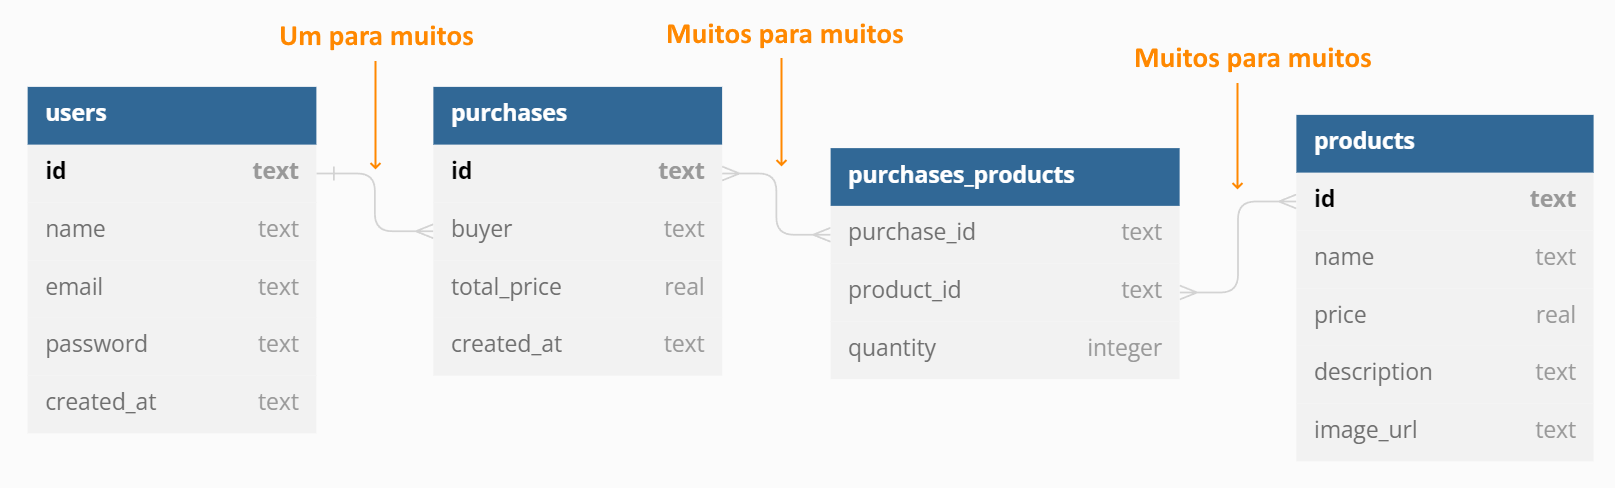 Um para muitos
Muitos para muitos
Muitos para muitos
users
id text
name text
email text
password text
created_at text
purchases
id text
buyer text
total_price real
created_at text
purchases_products
purchase_id text
product_id text
quantity integer
products
id text
name text
price real
description text
image_url text